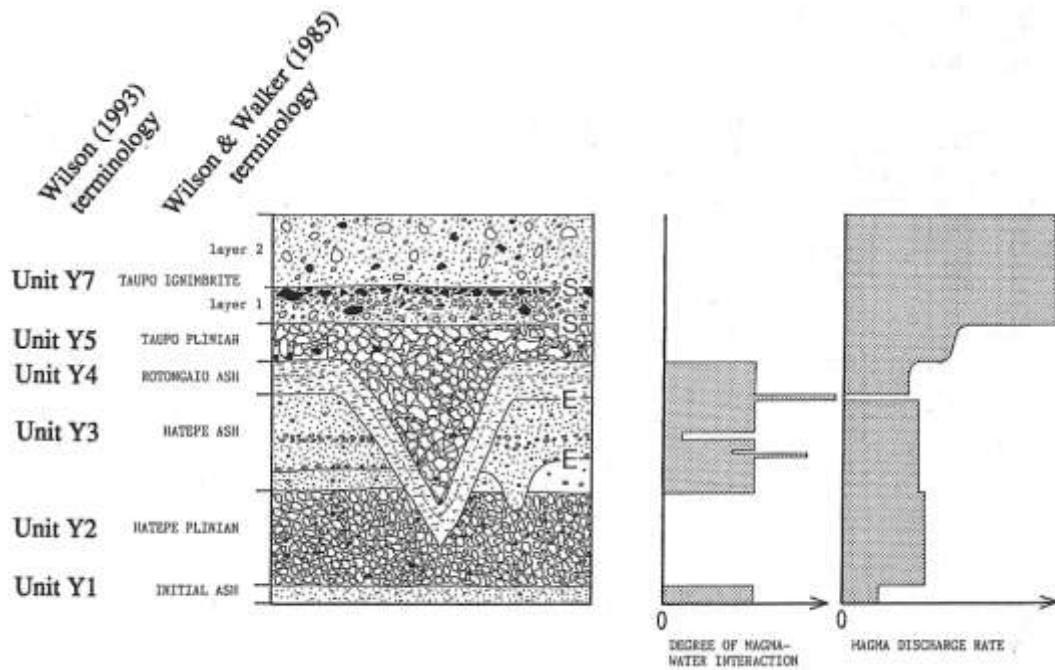 Wilson (1993)
terminology
Wilson & Walker (1985)
terminology
layer 2
Unit Y7 TAUPO IGNIMBRITE
layer 1
Unit Y5 TAUPO PLINIAN
Unit Y4 ROTONGAIO ASH
Unit Y3 HATEPE ASH
Unit Y2 HATEPE PLINIAN
Unit Y1 INITIAL ASH
S
S
E
E
0
DEGREE OF MAGMA-
WATER INTERACTION
0
MAGMA DISCHARGE RATE